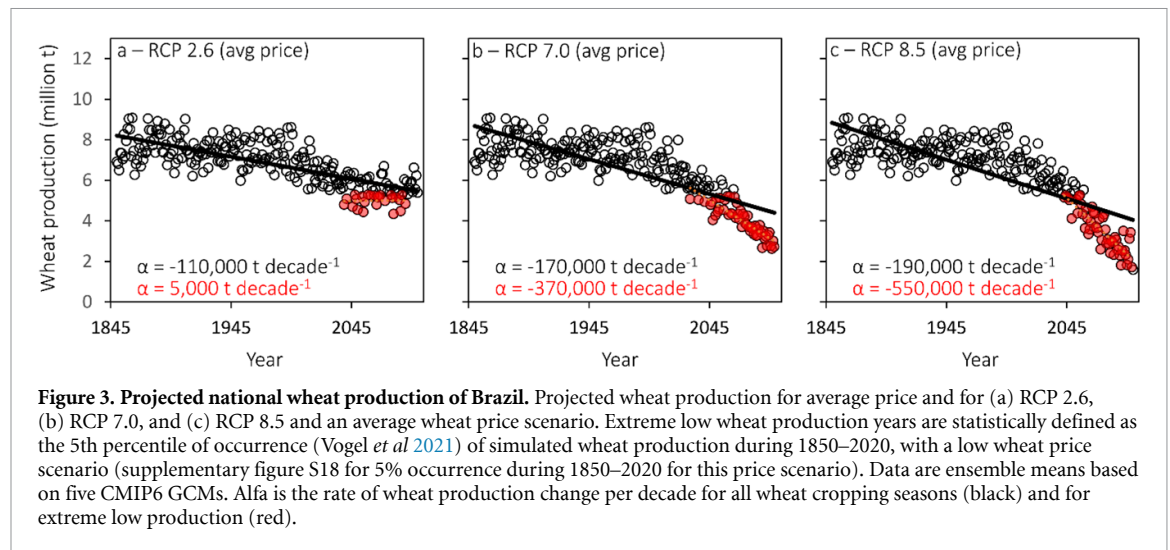 a – RCP 2.6 (avg price)
b – RCP 7.0 (avg price)
c – RCP 8.5 (avg price)
Wheat production (million t)
12
10
8
6
4
2
0
α = -110,000 t decade⁻¹
α = 5,000 t decade⁻¹
α = -170,000 t decade⁻¹
α = -370,000 t decade⁻¹
α = -190,000 t decade⁻¹
α = -550,000 t decade⁻¹
1845 1945 2045
1845 1945 2045
1845 1945 2045
Year
Year
Year
Figure 3. Projected national wheat production of Brazil. Projected wheat production for average price and for (a) RCP 2.6,
(b) RCP 7.0, and (c) RCP 8.5 and an average wheat price scenario. Extreme low wheat production years are statistically defined as
the 5th percentile of occurrence (Vogel et al 2021) of simulated wheat production during 1850–2020, with a low wheat price
scenario (supplementary figure S18 for 5% occurrence during 1850–2020 for this price scenario). Data are ensemble means based
on five CMIP6 GCMs. Alfa is the rate of wheat production change per decade for all wheat cropping seasons (black) and for
extreme low production (red).